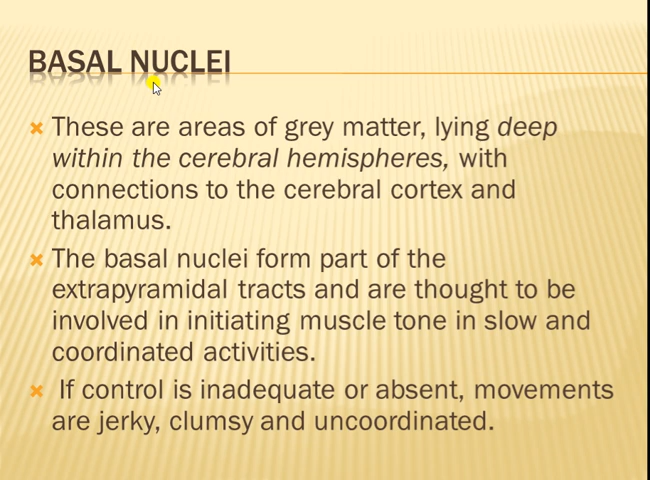 BASAL NUCLEI
These are areas of grey matter, lying deep
within the cerebral hemispheres, with
connections to the cerebral cortex and
thalamus.
The basal nuclei form part of the
extrapyramidal tracts and are thought to be
involved in initiating muscle tone in slow and
coordinated activities.
If control is inadequate or absent, movements
are jerky, clumsy and uncoordinated.